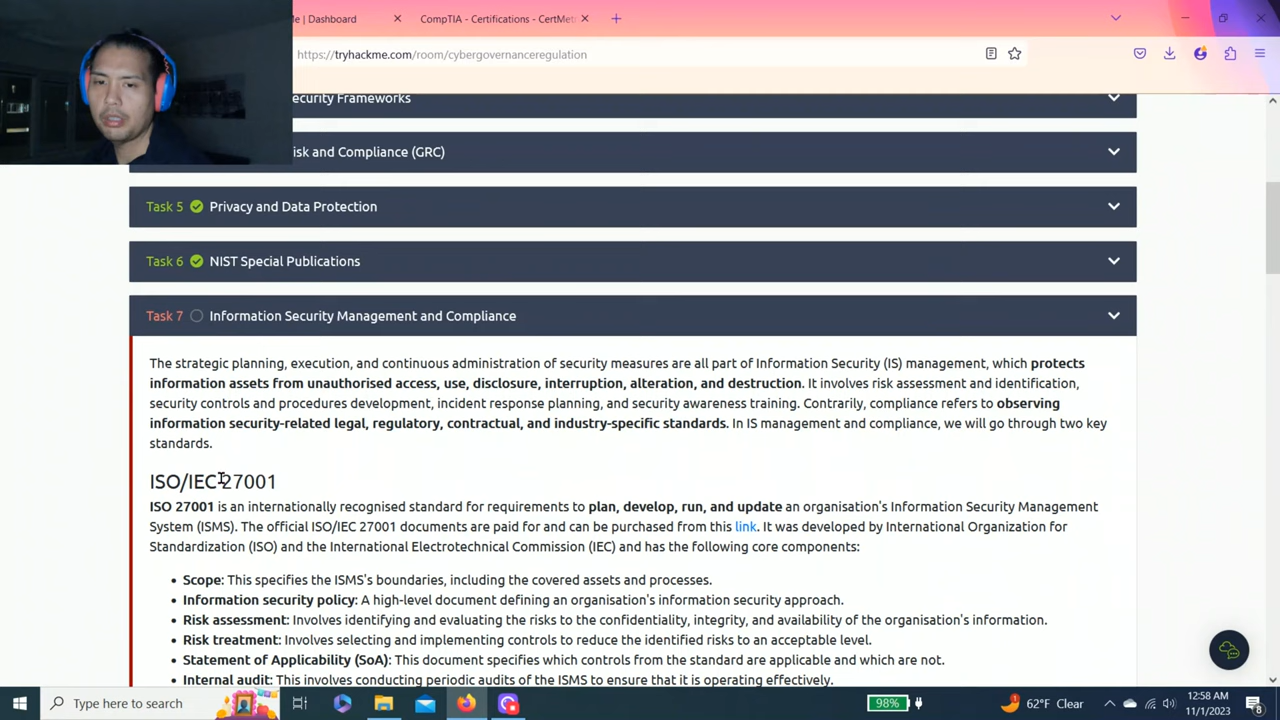 Me | Dashboard
CompTIA - Certifications - CertMet
https://tryhackme.com/room/cybergovernanceregulation
ecurity Frameworks
isk and Compliance (GRC)
Task 5 Privacy and Data Protection
Task 6 NIST Special Publications
Task 7 Information Security Management and Compliance
The strategic planning, execution, and continuous administration of security measures are all part of Information Security (IS) management, which protects
information assets from unauthorised access, use, disclosure, interruption, alteration, and destruction. It involves risk assessment and identification,
security controls and procedures development, incident response planning, and security awareness training. Contrarily, compliance refers to observing
information security-related legal, regulatory, contractual, and industry-specific standards. In IS management and compliance, we will go through two key
standards.
ISO/IEC 27001
ISO 27001 is an internationally recognised standard for requirements to plan, develop, run, and update an organisation's Information Security Management
System (ISMS). The official ISO/IEC 27001 documents are paid for and can be purchased from this link. It was developed by International Organization for
Standardization (ISO) and the International Electrotechnical Commission (IEC) and has the following core components:
• Scope: This specifies the ISMS's boundaries, including the covered assets and processes.
• Information security policy: A high-level document defining an organisation's information security approach.
• Risk assessment: Involves identifying and evaluating the risks to the confidentiality, integrity, and availability of the organisation's information.
• Risk treatment: Involves selecting and implementing controls to reduce the identified risks to an acceptable level.
• Statement of Applicability (SoA): This document specifies which controls from the standard are applicable and which are not.
• Internal audit: This involves conducting periodic audits of the ISMS to ensure that it is operating effectively.
Type here to search
98%
1
62°F Clear
12:58 AM
11/1/2023
8